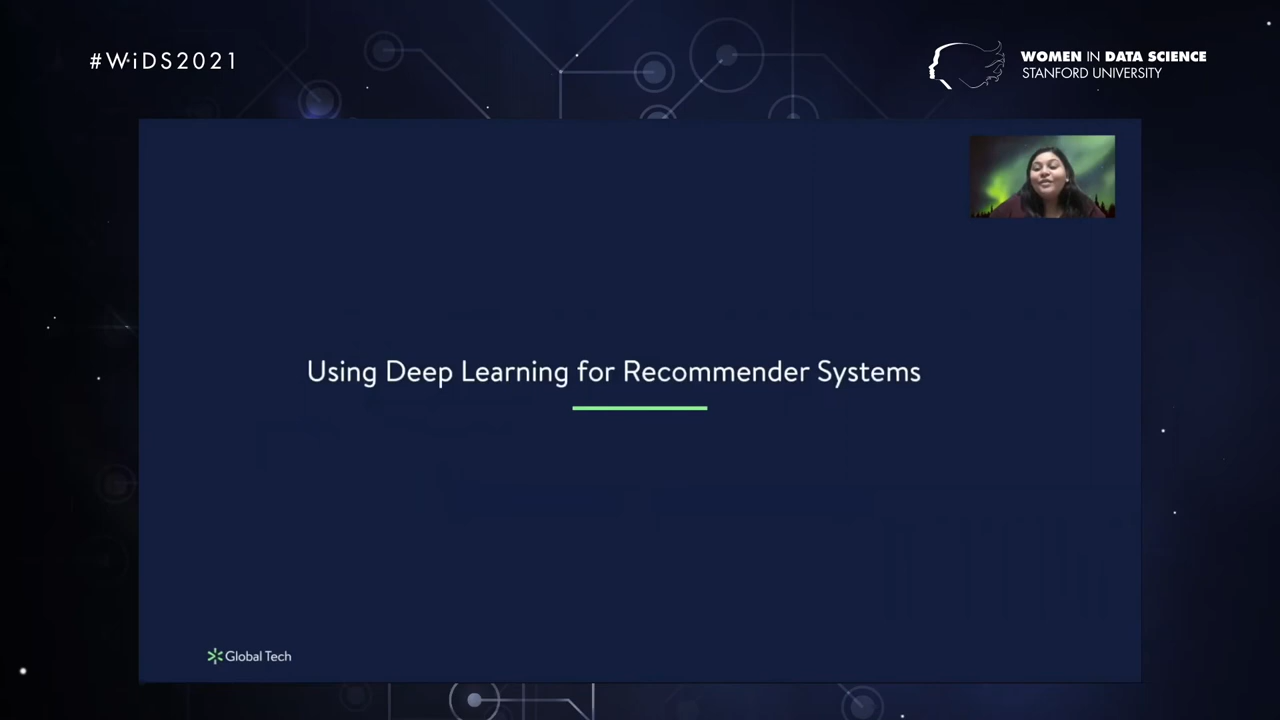 #WiDS2021
WOMEN IN DATA SCIENCE
STANFORD UNIVERSITY
Using Deep Learning for Recommender Systems
Global Tech